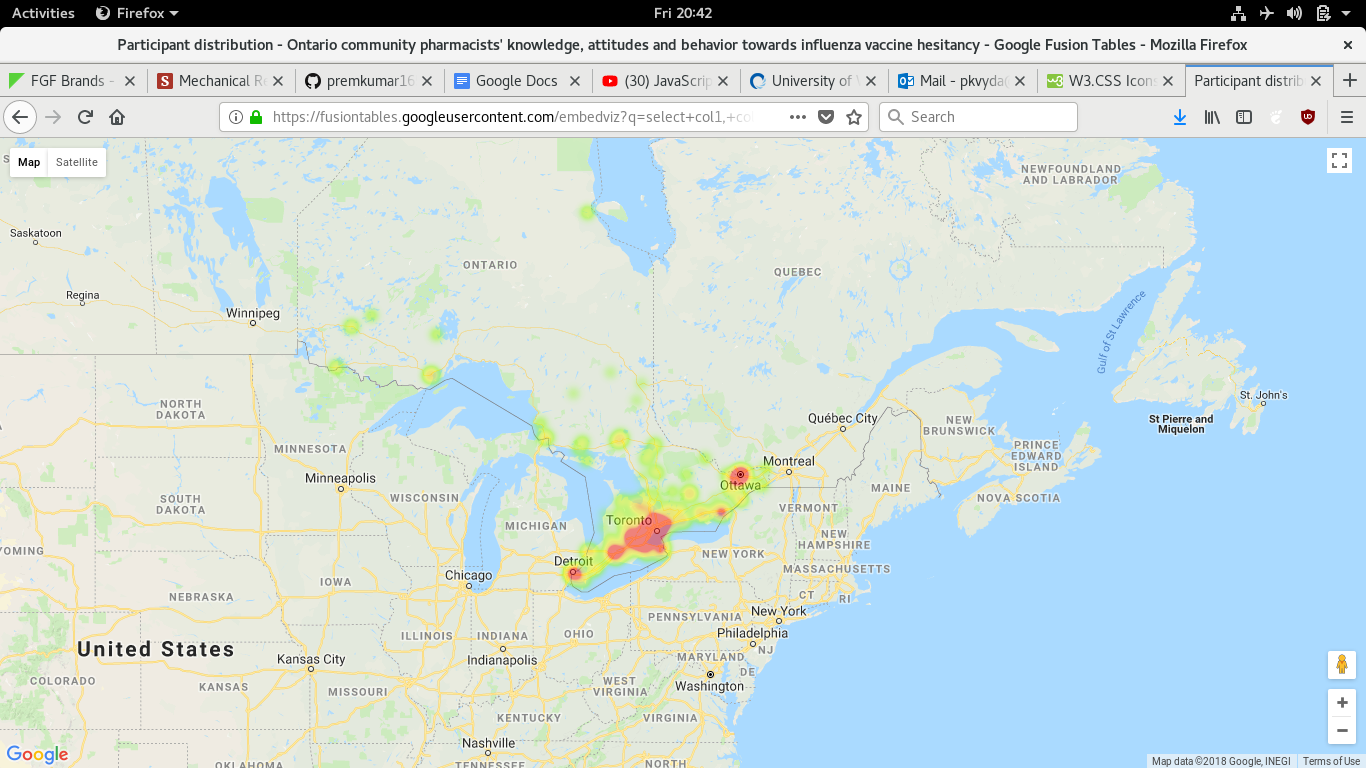 Activities
Firefox
Fri 20:42
Participant distribution - Ontario community pharmacists' knowledge, attitudes and behavior towards influenza vaccine hesitancy - Google Fusion Tables - Mozilla Firefox
FGF Brands -
Mechanical R
premkumar16
Google Docs
(30) JavaScrip
University of
Mail - pkvyda
W3.CSS Icons
Participant distrib
https://fusiontables.googleusercontent.com/embedviz?q=select+col1,+co
Search
Map
Satellite
NEWFOUNDLAND
AND LABRADOR
Saskatoon
ONTARIO
QUEBEC
Regina
Winnipeg
Gulf of St Lawrence
St. John's
NORTH
DAKOTA
Québec City
NEW
BRUNSWICK
St Pierre and
Miquelon
MINNESOTA
PRINCE
EDWARD
ISLAND
Montreal
Minneapolis
Ottawa
MAINE
WISCONSIN
NOVA SCOTIA
SOUTH
DAKOTA
VERMONT
MICHIGAN
Toronto
NEW
HAMPSHIRE
YOMING
NEW YORK
Detroit
MASSACHUSETTS
Chicago
IOWA
CT
RI
NEBRASKA
New York
PENNSYLVANIA
ILLINOIS
INDIANA
OHIO
Philadelphia
United States
NJ
Kansas City
Indianapolis
MARYLAND
DE
COLORADO
KANSAS
MISSOURI
WEST
VIRGINIA
Washington
KENTUCKY
VIRGINIA
Nashville
Google
OKLAHOMA
TENNESSEE
NORTH
Map data ©2018 Google, INEGI
Terms of Use